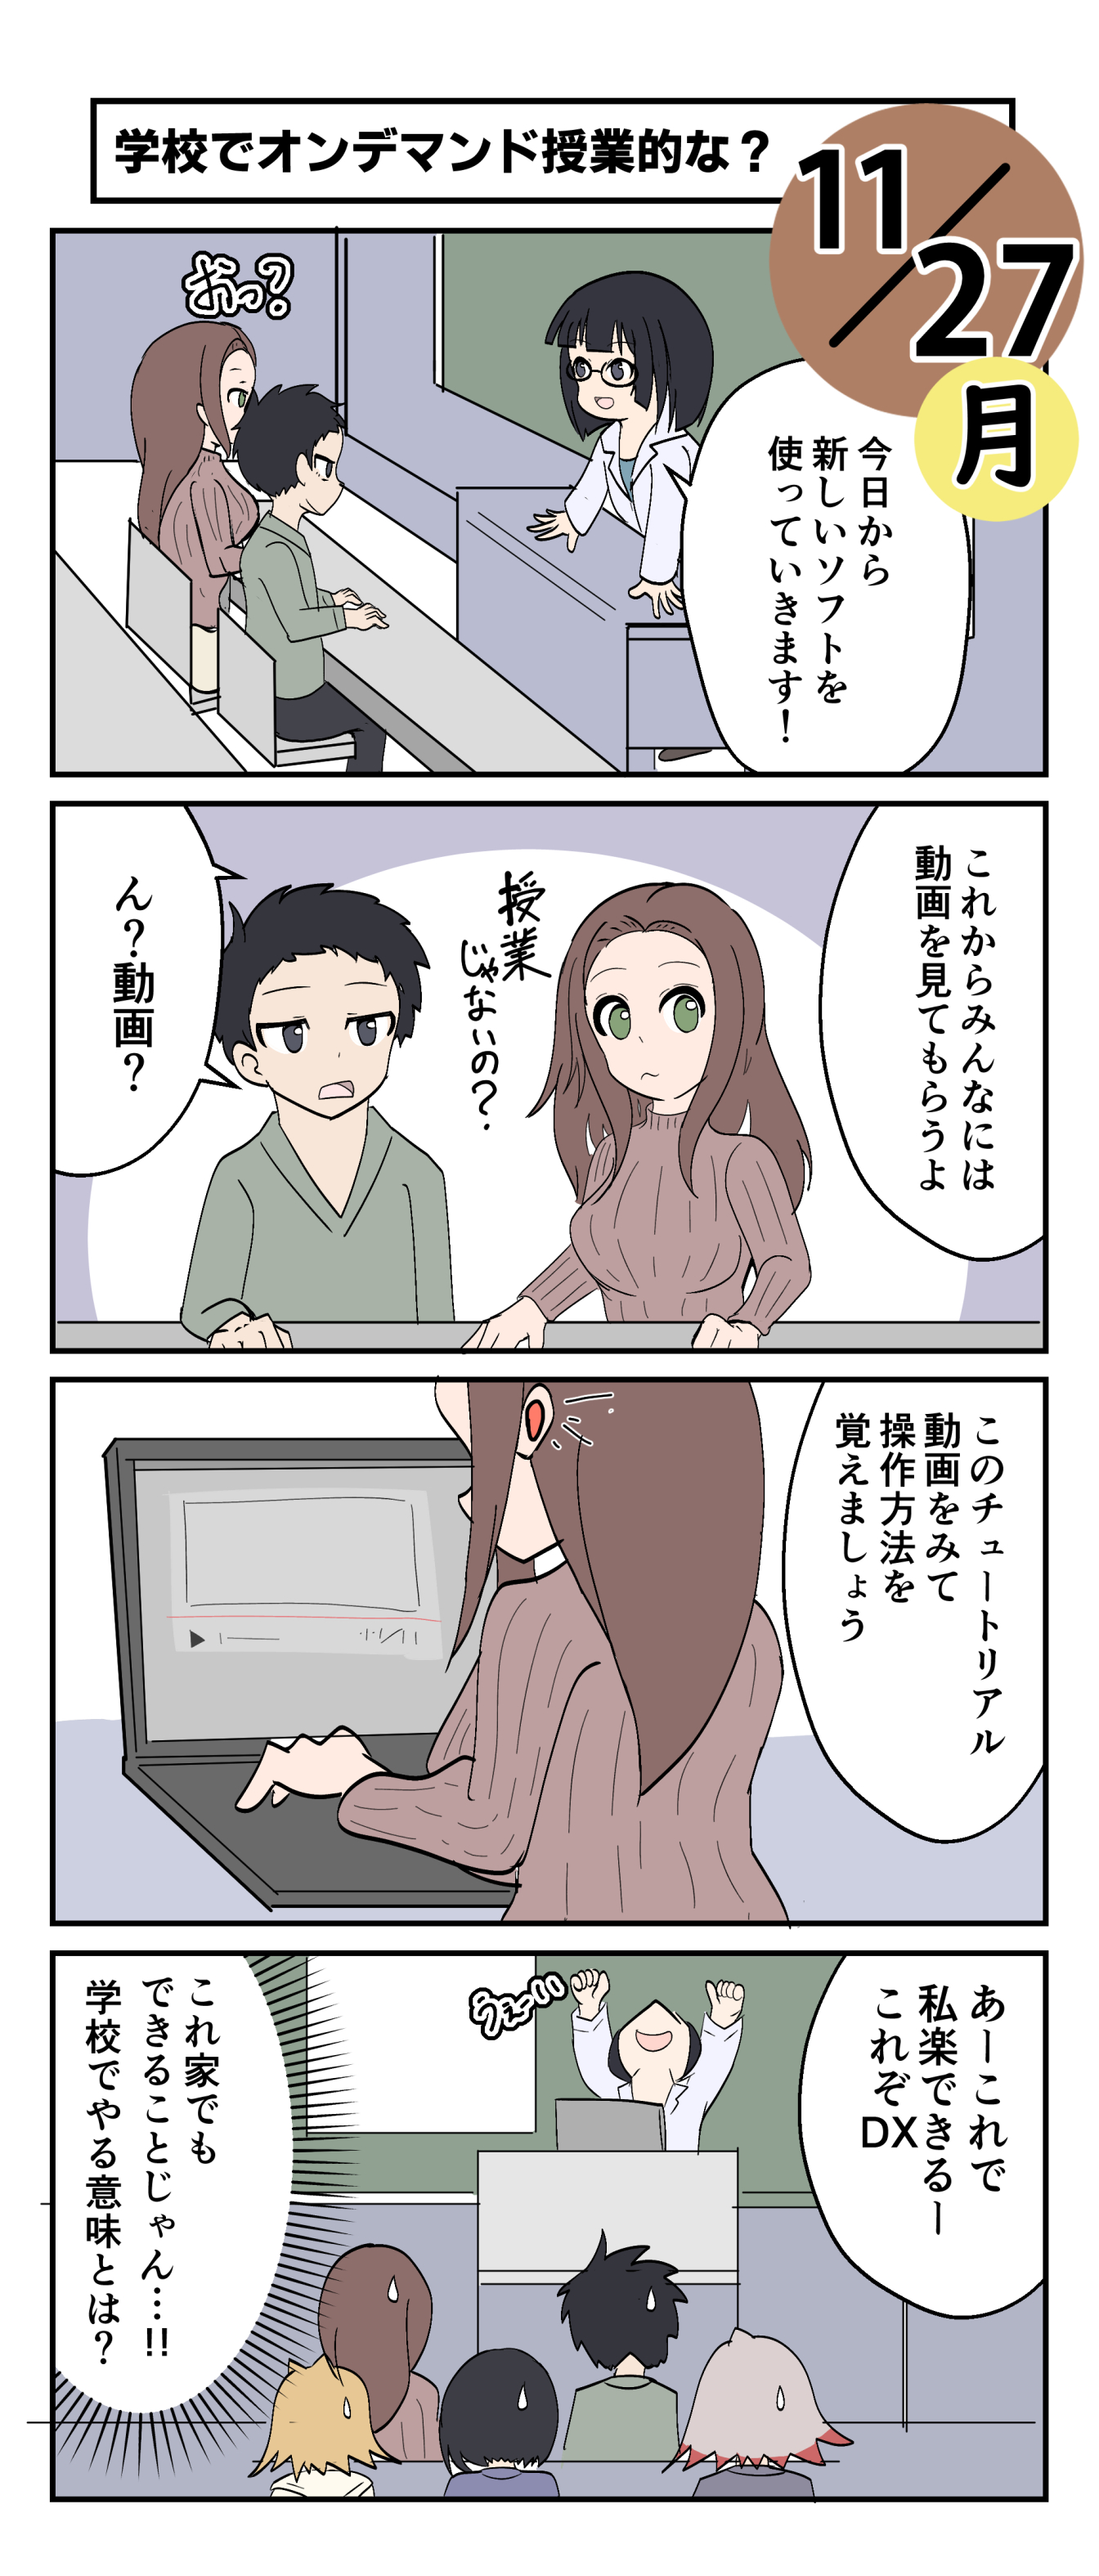 学校でオンデマンド授業的な？
11/27
月
今日から
新しいソフトを
使っていきます！
おっ？
これからみんなには
動画を見てもらうよ
授業
じゃないの？
ん？動画？
このチュートリアル
動画をみて
操作方法を
覚えましょう
あーこれで
私楽できるー
これぞDX
うぇーい
これ家でも
できることじゃん…!!
学校でやる意味とは？